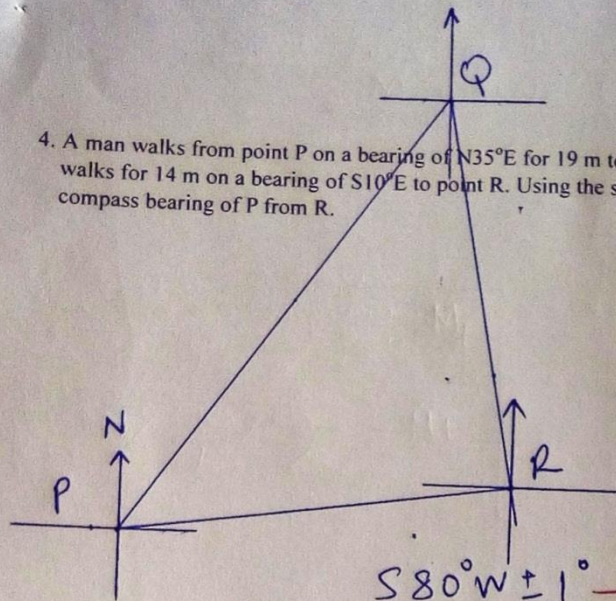 Q
4. A man walks from point P on a bearing of N35°E for 19 m
walks for 14 m on a bearing of S10°E to point R. Using the
compass bearing of P from R.
N
P
R
S80°W ± 1°